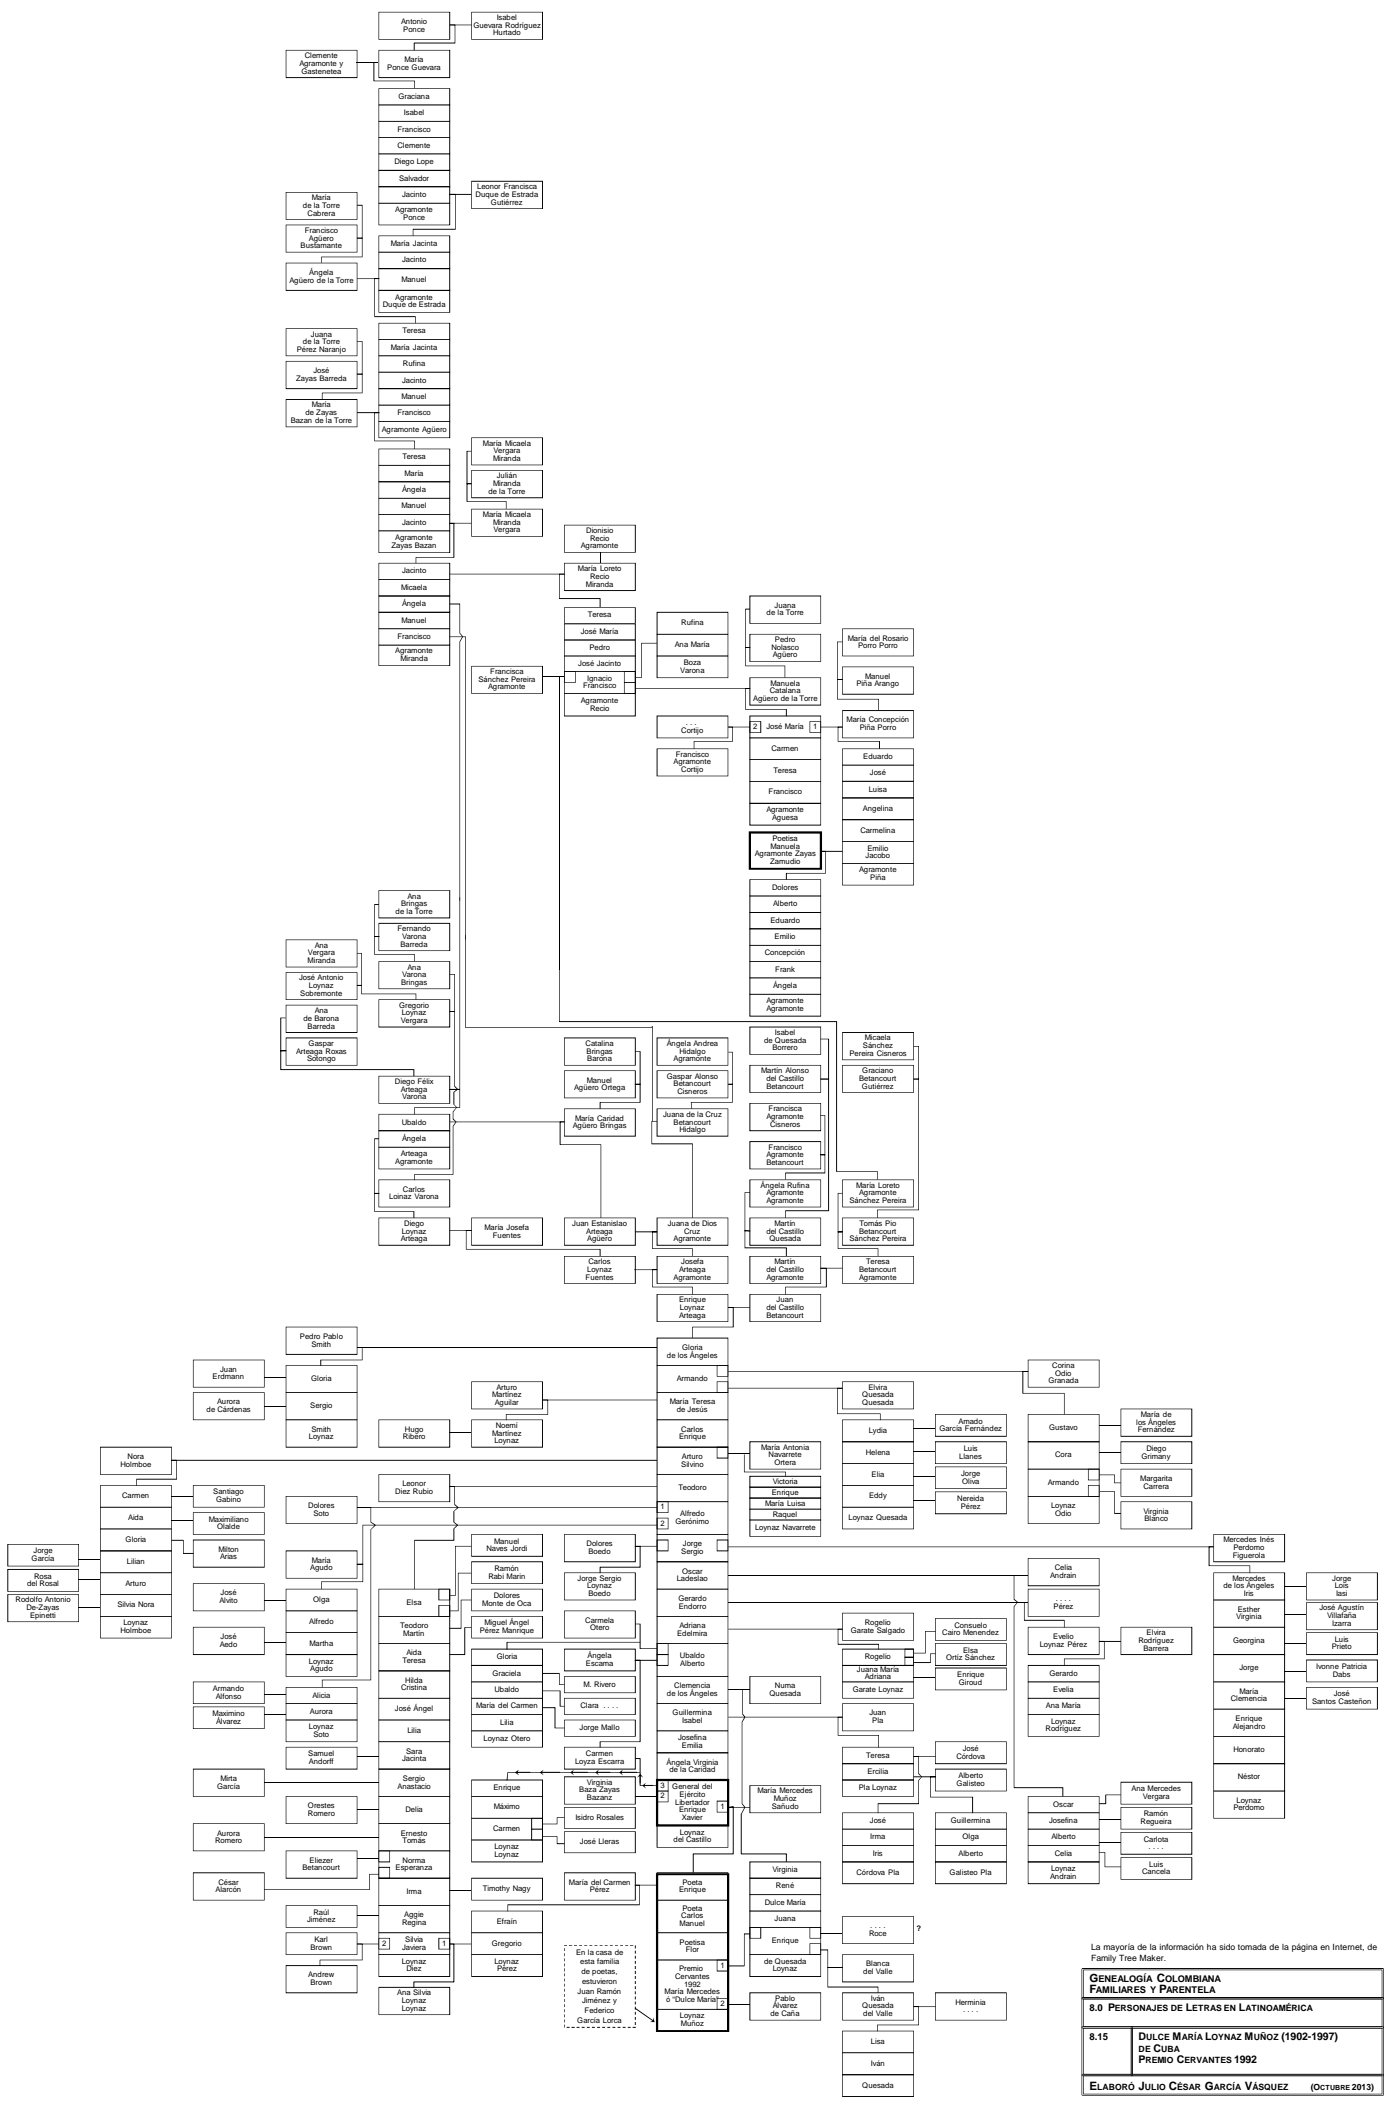 Antonio
Ponce
Isabel
Guevara Rodríguez
Hurtado
Clemente
Agramonte y
Gastenetea
María
Ponce Guevara
Graciana
Isabel
Francisco
Clemente
Diego Lope
Salvador
Jacinto
Agramonte
Ponce
Leonor Francisca
Duque de Estrada
Gutiérrez
María
de la Torre
Cabrera
Francisco
Agüero
Bustamante
Ángela
Agüero de la Torre
María Jacinta
Jacinto
Manuel
Agramonte
Duque de Estrada
Juana
de la Torre
Pérez Naranjo
José
Zayas Barreda
María
de Zayas
Bazan de la Torre
Teresa
María Jacinta
Rufina
Jacinto
Manuel
Francisco
Agramonte Agüero
Teresa
María
Ángela
Manuel
Jacinto
Agramonte
Zayas Bazan
María Micaela
Vergara
Miranda
Julián
Miranda
de la Torre
María Micaela
Miranda
Vergara
Dionisio
Recio
Agramonte
María Loreto
Recio
Miranda
Jacinto
Micaela
Ángela
Manuel
Francisco
Agramonte
Miranda
Teresa
José María
Pedro
José Jacinto
Ignacio
Francisco
Agramonte
Recio
Francisca
Sánchez Pereira
Agramonte
Rufina
Ana María
Boza
Varona
Juana
de la Torre
Pedro
Nolasco
Agüero
Manuela
Catalana
Agüero de la Torre
María del Rosario
Porro Porro
Manuel
Piña Arango
María Concepción
Piña Porro
. . .
Cortijo
Francisco
Agramonte
Cortijo
2 José María 1
Carmen
Teresa
Francisco
Agramonte
Aguesa
Eduardo
José
Luisa
Angelina
Carmelina
Emilio
Jacobo
Agramonte
Piña
Poetisa
Manuela
Agramonte Zayas
Zamudio
Dolores
Alberto
Eduardo
Emilio
Concepción
Frank
Ángela
Agramonte
Agramonte
Ana
Bringas
de la Torre
Fernando
Varona
Barreda
Ana
Varona
Bringas
Ana
Vergara
Miranda
José Antonio
Loynaz
Sobremonte
Gregorio
Loynaz
Vergara
Ana
de Barona
Barreda
Gaspar
Arteaga Roxas
Sotongo
Diego Félix
Arteaga
Varona
Ubaldo
Ángela
Arteaga
Agramonte
Carlos
Loinaz Varona
Diego
Loynaz
Arteaga
María Josefa
Fuentes
Catalina
Bringas
Barona
Manuel
Agüero Ortega
María Caridad
Agüero Bringas
Ángela Andrea
Hidalgo
Agramonte
Gaspar Alonso
Betancourt
Cisneros
Juana de la Cruz
Betancourt
Hidalgo
Isabel
de Quesada
Borrero
Martín Alonso
del Castillo
Betancourt
Francisca
Agramonte
Cisneros
Francisco
Agramonte
Betancourt
Ángela Rufina
Agramonte
Agramonte
Martín
del Castillo
Quesada
Micaela
Sánchez
Pereira Cisneros
Graciano
Betancourt
Gutiérrez
María Loreto
Agramonte
Sánchez Pereira
Tomás Pio
Betancourt
Sánchez Pereira
Juan Estanislao
Arteaga
Agüero
Juana de Dios
Cruz
Agramonte
Carlos
Loynaz
Fuentes
Josefa
Arteaga
Agramonte
Martín
del Castillo
Agramonte
Teresa
Betancourt
Agramonte
Enrique
Loynaz
Arteaga
Juan
del Castillo
Betancourt
Gloria
de los Ángeles
Armando
María Teresa
de Jesús
Carlos
Enrique
Arturo
Silvino
Teodoro
1
2
Alfredo
Gerónimo
Jorge
Sergio
Oscar
Ladeslao
Gerardo
Endorro
Adriana
Edelmira
Ubaldo
Alberto
Clemencia
de los Ángeles
Guillermina
Isabel
Josefina
Emilia
Ángela Virginia
de la Caridad
3
2
General del
Ejército
Libertador
Enrique
Xavier
1
Loynaz
del Castillo
Pedro Pablo
Smith
Juan
Erdmann
Gloria
Aurora
de Cárdenas
Sergio
Smith
Loynaz
Arturo
Martínez
Aguilar
Hugo
Ribero
Noemí
Martínez
Loynaz
Nora
Holmboe
Carmen
Aida
Gloria
Lilian
Arturo
Silvia Nora
Loynaz
Holmboe
Santiago
Gabino
Maximiliano
Olalde
Milton
Arias
Jorge
García
Rosa
del Rosal
Rodolfo Antonio
De-Zayas
Epinetti
Leonor
Diez Rubio
Dolores
Soto
María
Agudo
José
Alvito
Olga
Alfredo
Martha
Loynaz
Agudo
José
Aedo
Armando
Alfonso
Maximino
Álvarez
Alicia
Aurora
Loynaz
Soto
Samuel
Andorff
Mirta
García
Orestes
Romero
Aurora
Romero
Eliezer
Betancourt
César
Alarcón
Raúl
Jiménez
Karl
Brown
Andrew
Brown
Elsa
Teodoro
Martín
Aida
Teresa
Hilda
Cristina
José Ángel
Lilia
Sara
Jacinta
Sergio
Anastacio
Delia
Ernesto
Tomás
Norma
Esperanza
Irma
Aggie
Regina
2 Silvia
Javiera 1
Loynaz
Diez
Ana Silvia
Loynaz
Loynaz
Manuel
Naves Jordi
Ramón
Rabi Marin
Dolores
Monte de Oca
Miguel Ángel
Pérez Manrique
Gloria
Graciela
Ubaldo
María del Carmen
Lilia
Loynaz Otero
Dolores
Boedo
Jorge Sergio
Loynaz
Boedo
Carmela
Otero
Ángela
Escama
M. Rivero
Clara . . . .
Jorge Mallo
Carmen
Loyza Escarra
Virginia
Baza Zayas
Bazanz
Enrique
Máximo
Carmen
Loynaz
Loynaz
Isidro Rosales
José Lleras
Timothy Nagy
María del Carmen
Pérez
Efraín
Gregorio
Loynaz
Pérez
En la casa de
esta familia
de poetas,
estuvieron
Juan Ramón
Jiménez y
Federico
García Lorca
Poeta
Enrique
Poeta
Carlos
Manuel
Poetisa
Flor
Premio
Cervantes
1992
María Mercedes
ó "Dulce María"
1
2
Loynaz
Muñoz
María Antonia
Navarrete
Ortera
Victoria
Enrique
María Luisa
Raquel
Loynaz Navarrete
Elvira
Quesada
Quesada
Lydia
Helena
Elia
Eddy
Loynaz Quesada
Amado
García Fernández
Luis
Llanes
Jorge
Oliva
Nereida
Pérez
Corina
Odio
Granada
Gustavo
Cora
Armando
Loynaz
Odio
María de
los Ángeles
Fernández
Diego
Grimany
Margarita
Carrera
Virginia
Blanco
Mercedes Inés
Perdomo
Figuerola
Mercedes
de los Ángeles
Iris
Esther
Virginia
Georgina
Jorge
María
Clemencia
Enrique
Alejandro
Honorato
Néstor
Loynaz
Perdomo
Jorge
Lois
Iasi
José Agustín
Villafaña
Izarra
Luis
Prieto
Ivonne Patricia
Dabs
José
Santos Casteñon
Celia
Andrain
. . . .
Pérez
Evelio
Loynaz Pérez
Elvira
Rodríguez
Barrera
Gerardo
Evelia
Ana María
Loynaz
Rodríguez
Rogelio
Garate Salgado
Rogelio
Juana María
Adriana
Garate Loynaz
Consuelo
Cairo Menendez
Elsa
Ortíz Sánchez
Enrique
Giroud
Numa
Quesada
Juan
Pla
Teresa
Ercilia
Pla Loynaz
José
Córdova
Alberto
Galisteo
José
Irma
Iris
Córdova Pla
Guillermina
Olga
Alberto
Galisteo Pla
María Mercedes
Muñoz
Sañudo
Oscar
Josefina
Alberto
Celia
Loynaz
Andrain
Ana Mercedes
Vergara
Ramón
Regueira
Carlota
. . . .
Luis
Cancela
Virginia
René
Dulce María
Juana
Enrique
de Quesada
Loynaz
. . . .
Roce
?
Blanca
del Valle
Pablo
Álvarez
de Caña
Iván
Quesada
del Valle
Herminia
. . . .
Lisa
Iván
Quesada
La mayoría de la información ha sido tomada de la página en Internet, de
Family Tree Maker.
GENEALOGÍA COLOMBIANA
FAMILIARES Y PARENTELA
8.0 PERSONAJES DE LETRAS EN LATINOAMÉRICA
8.15 DULCE MARÍA LOYNAZ MUÑOZ (1902-1997)
DE CUBA
PREMIO CERVANTES 1992
ELABORÓ JULIO CÉSAR GARCÍA VÁSQUEZ (OCTUBRE 2013)